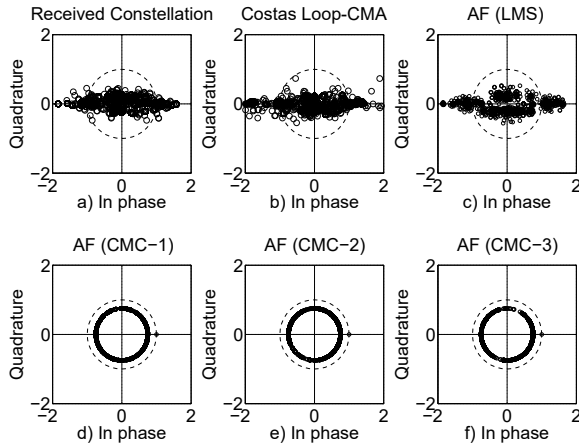 Received Constellation
Costas Loop-CMA
AF (LMS)
2
0
−2
Quadrature
−2
0
2
a) In phase
2
0
−2
Quadrature
−2
0
2
b) In phase
2
0
−2
Quadrature
−2
0
2
c) In phase
AF (CMC−1)
AF (CMC−2)
AF (CMC−3)
2
0
−2
Quadrature
−2
0
2
d) In phase
2
0
−2
Quadrature
−2
0
2
e) In phase
2
0
−2
Quadrature
−2
0
2
f) In phase